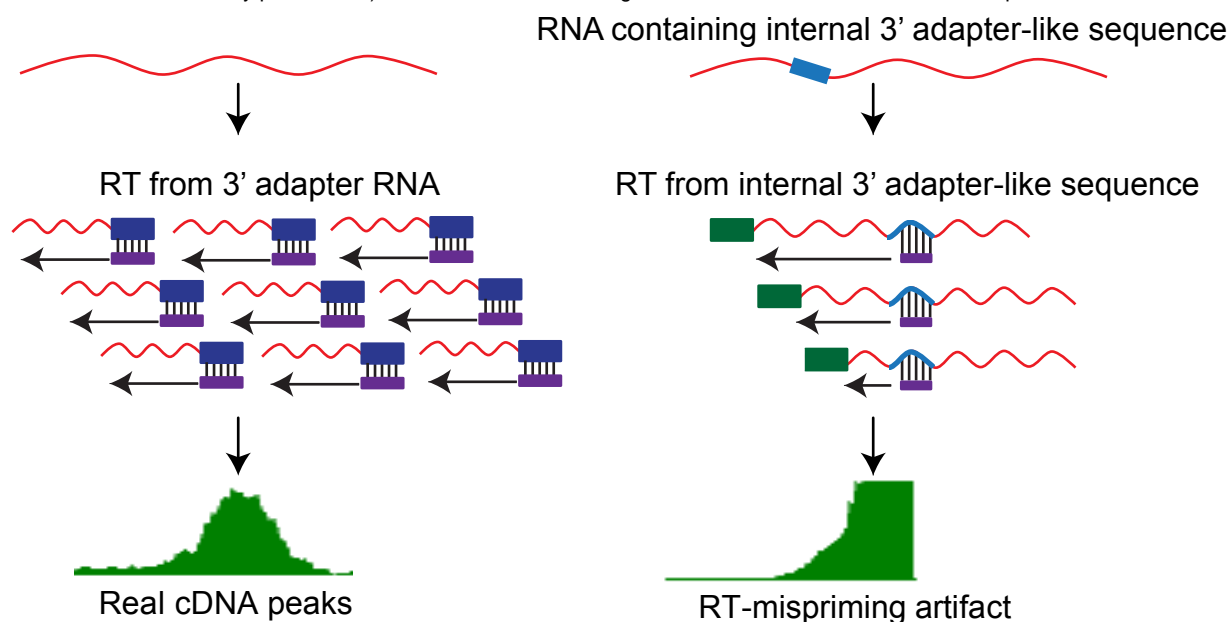 RNA containing internal 3’ adapter-like sequence
RT from 3’ adapter RNA
RT from internal 3’ adapter-like sequence
Real cDNA peaks
RT-mispriming artifact